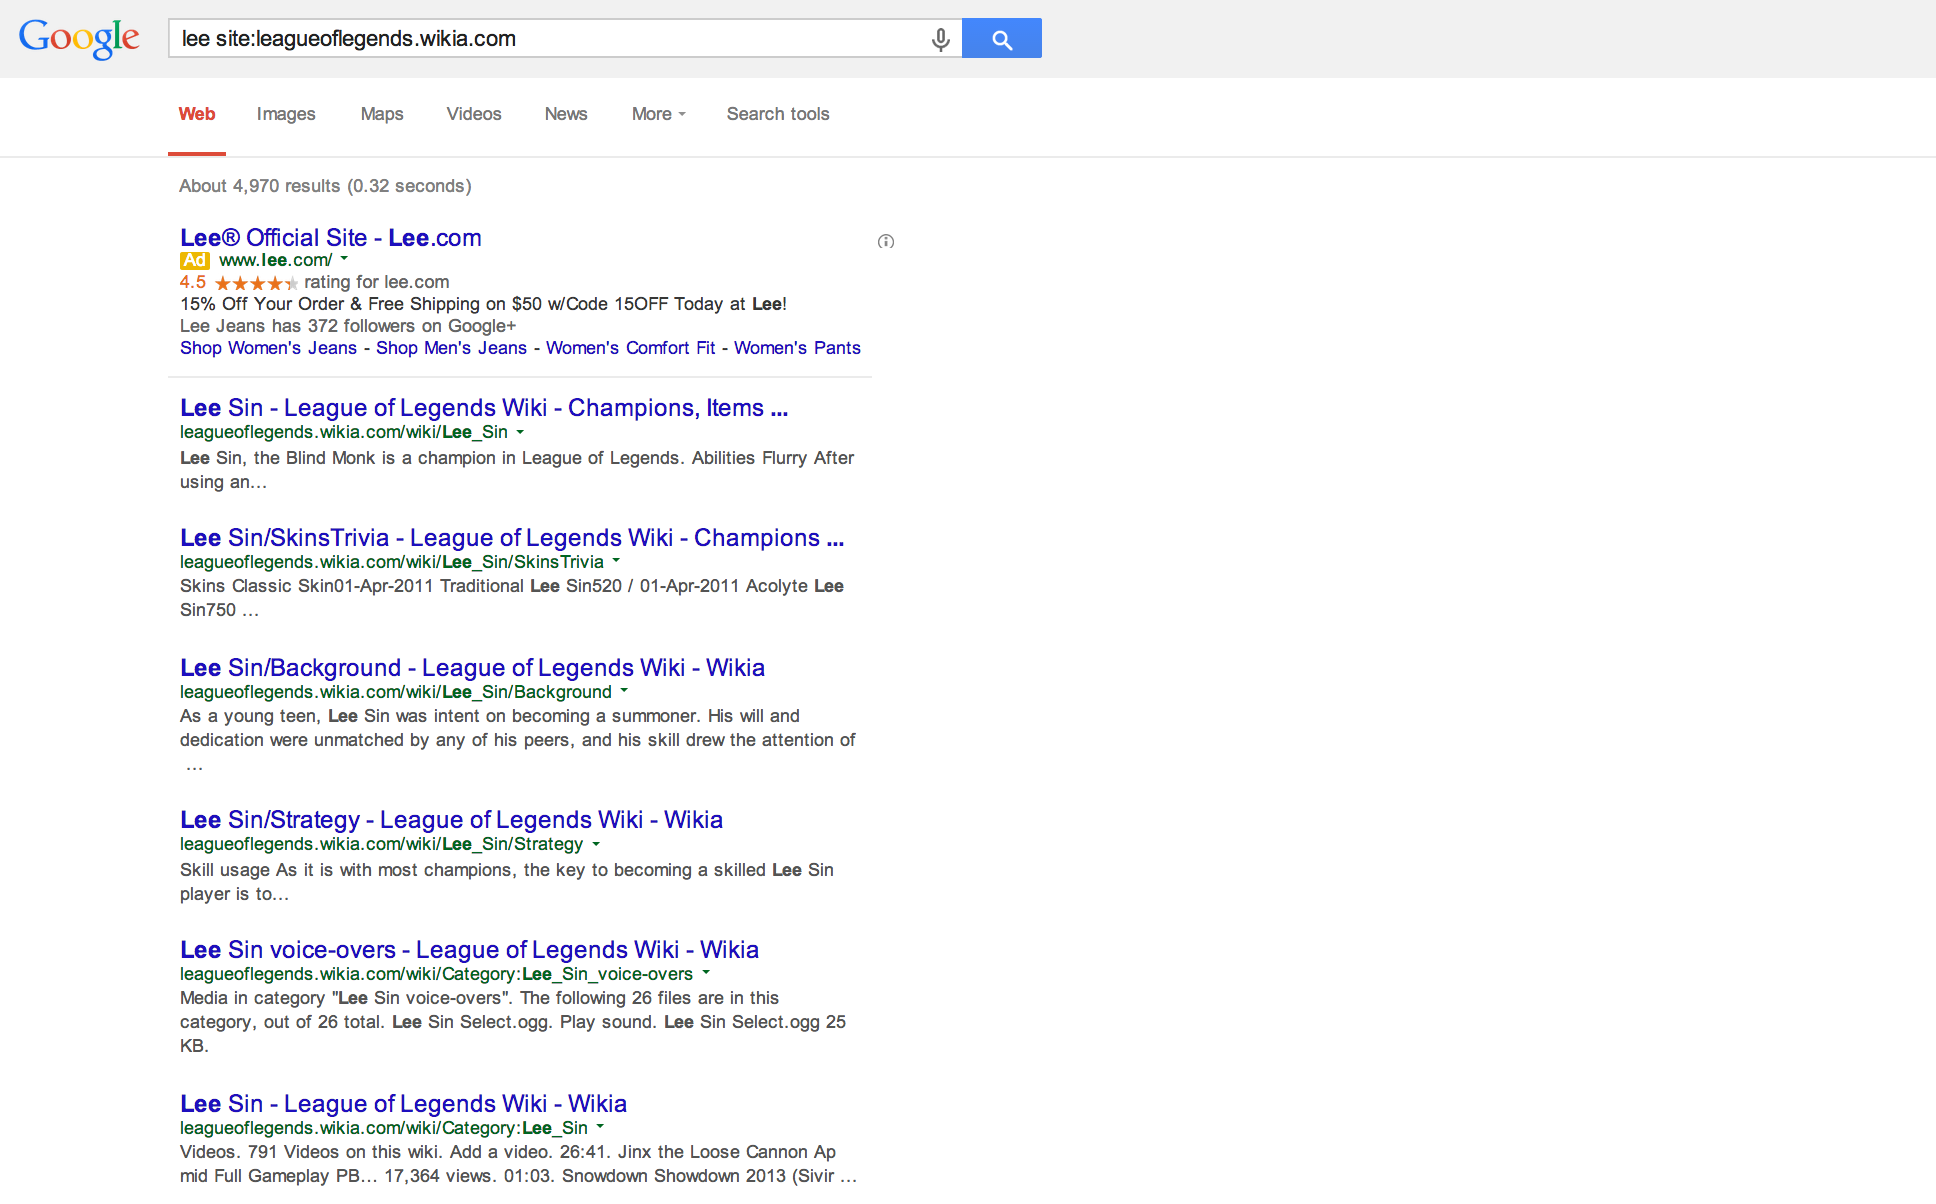 Google
lee site:leagueoflegends.wikia.com
Web Images Maps Videos News More Search tools
About 4,970 results (0.32 seconds)
Lee® Official Site - Lee.com
Ad www.lee.com/
4.5 rating for lee.com
15% Off Your Order & Free Shipping on $50 w/Code 15OFF Today at Lee!
Lee Jeans has 372 followers on Google+
Shop Women's Jeans - Shop Men's Jeans - Women's Comfort Fit - Women's Pants
Lee Sin - League of Legends Wiki - Champions, Items ...
leagueoflegends.wikia.com/wiki/Lee_Sin
Lee Sin, the Blind Monk is a champion in League of Legends. Abilities Flurry After
using an...
Lee Sin/SkinsTrivia - League of Legends Wiki - Champions ...
leagueoflegends.wikia.com/wiki/Lee_Sin/SkinsTrivia
Skins Classic Skin01-Apr-2011 Traditional Lee Sin520 / 01-Apr-2011 Acolyte Lee
Sin750 ...
Lee Sin/Background - League of Legends Wiki - Wikia
leagueoflegends.wikia.com/wiki/Lee_Sin/Background
As a young teen, Lee Sin was intent on becoming a summoner. His will and
dedication were unmatched by any of his peers, and his skill drew the attention of
...
Lee Sin/Strategy - League of Legends Wiki - Wikia
leagueoflegends.wikia.com/wiki/Lee_Sin/Strategy
Skill usage As it is with most champions, the key to becoming a skilled Lee Sin
player is to...
Lee Sin voice-overs - League of Legends Wiki - Wikia
leagueoflegends.wikia.com/wiki/Category:Lee_Sin_voice-overs
Media in category "Lee Sin voice-overs". The following 26 files are in this
category, out of 26 total. Lee Sin Select.ogg. Play sound. Lee Sin Select.ogg 25
KB.
Lee Sin - League of Legends Wiki - Wikia
leagueoflegends.wikia.com/wiki/Category:Lee_Sin
Videos. 791 Videos on this wiki. Add a video. 26:41. Jinx the Loose Cannon Ap
mid Full Gameplay PB... 17,364 views. 01:03. Snowdown Showdown 2013 (Sivir ...